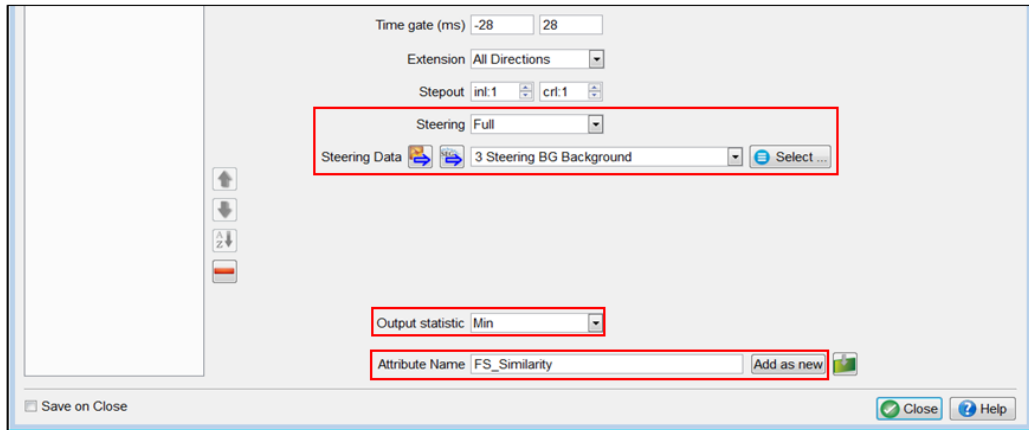 Time gate (ms) -28 28
Extension All Directions
Stepout inl:1 crl:1
Steering Full
Steering Data 3 Steering BG Background Select ...
A
Z
Output statistic Min
Attribute Name FS_Similarity Add as new
Save on Close Close Help